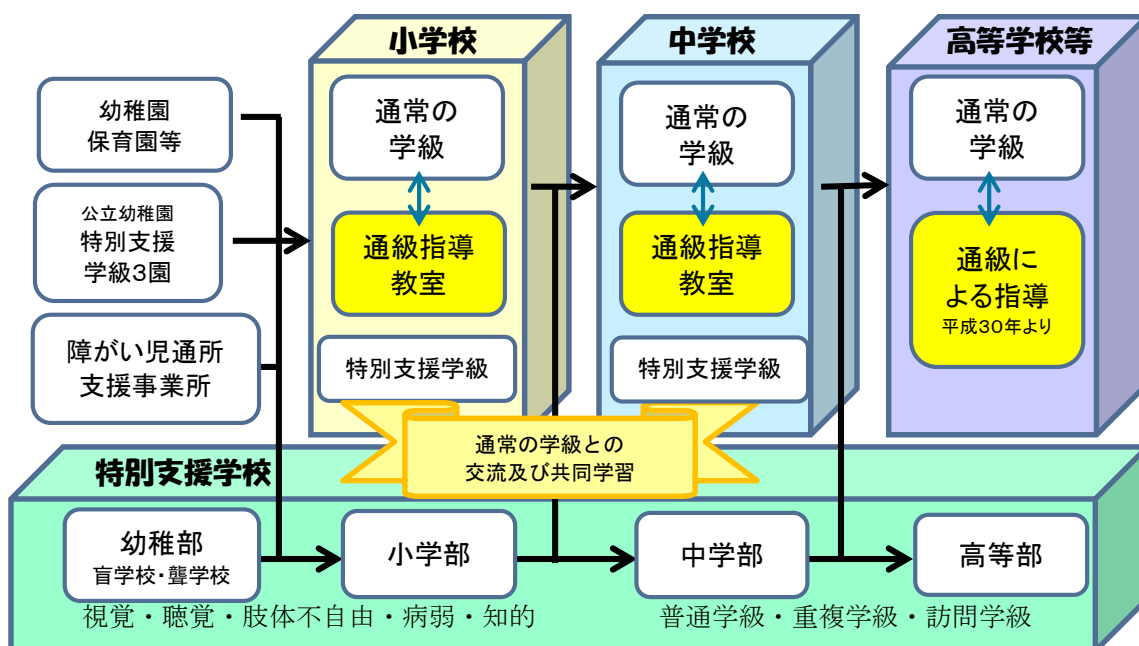 小学校
中学校
高等学校等
幼稚園
保育園等
公立幼稚園
特別支援
学級3園
障がい児通所
支援事業所
通常の
学級
通級指導
教室
特別支援学級
通常の
学級
通級指導
教室
特別支援学級
通常の
学級
通級に
よる指導
平成30年より
通常の学級との
交流及び共同学習
特別支援学校
幼稚部
盲学校・聾学校
小学部
中学部
高等部
視覚・聴覚・肢体不自由・病弱・知的
普通学級・重複学級・訪問学級